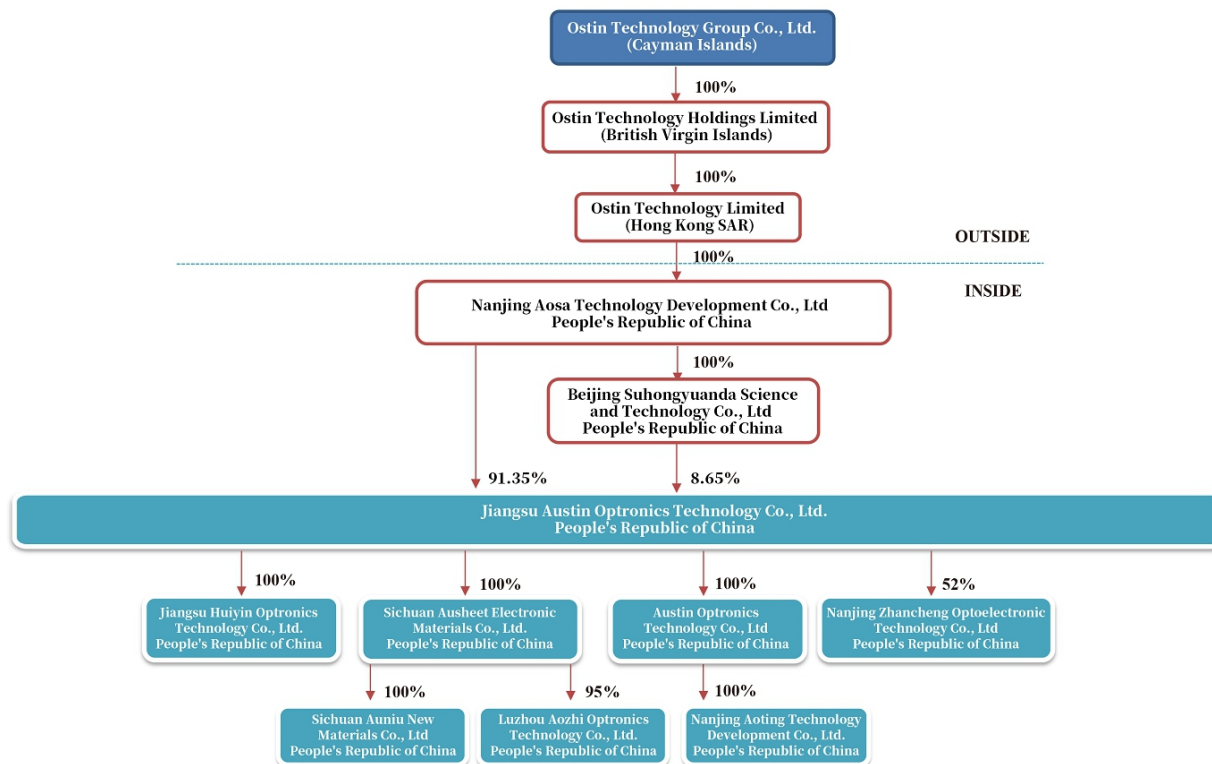 Ostin Technology Group Co., Ltd.
(Cayman Islands)
100%
Ostin Technology Holdings Limited
(British Virgin Islands)
100%
Ostin Technology Limited
(Hong Kong SAR)
OUTSIDE
100%
INSIDE
Nanjing Aosa Technology Development Co., Ltd
People's Republic of China
100%
Beijing Suhongyuanda Science
and Technology Co., Ltd
People's Republic of China
91.35%
8.65%
Jiangsu Austin Optronics Technology Co., Ltd.
People's Republic of China
100%
100%
100%
52%
Jiangsu Huiyin Optronics
Technology Co., Ltd.
People's Republic of China
Sichuan Ausheet Electronic
Materials Co., Ltd.
People's Republic of China
Austin Optronics
Technology Co., Ltd
People's Republic of China
Nanjing Zhancheng Optoelectronic
Technology Co., Ltd
People's Republic of China
100%
95%
100%
Sichuan Auniu New
Materials Co., Ltd
People's Republic of China
Luzhou Aozhi Optronics
Technology Co., Ltd.
People's Republic of China
Nanjing Aoting Technology
Development Co., Ltd.
People's Republic of China